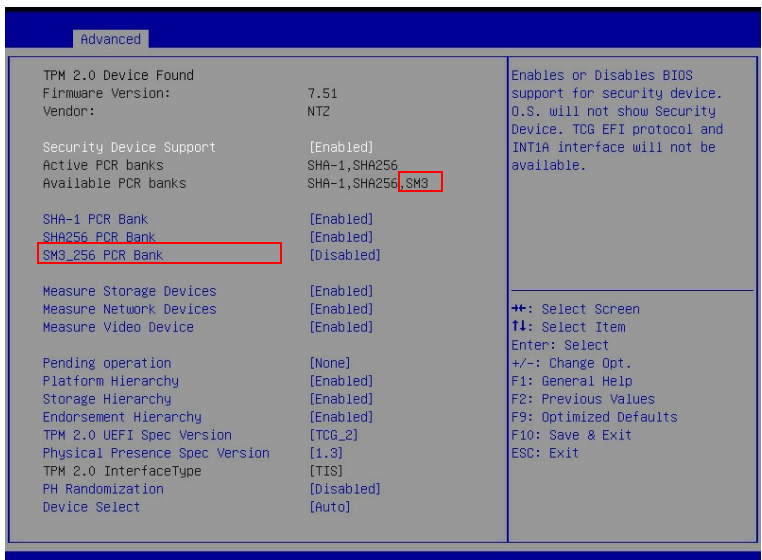 Advanced
TPM 2.0 Device Found
Firmware Version: 7.51
Vendor: NTZ
Security Device Support [Enabled]
Active PCR banks SHA-1,SHA256
Available PCR banks SHA-1,SHA256,SM3
SHA-1 PCR Bank [Enabled]
SHA256 PCR Bank [Enabled]
SM3_256 PCR Bank [Disabled]
Measure Storage Devices [Enabled]
Measure Network Devices [Enabled]
Measure Video Device [Enabled]
Pending operation [None]
Platform Hierarchy [Enabled]
Storage Hierarchy [Enabled]
Endorsement Hierarchy [Enabled]
TPM 2.0 UEFI Spec Version [TCG_2]
Physical Presence Spec Version [1.3]
TPM 2.0 InterfaceType [TIS]
PH Randomization [Disabled]
Device Select [Auto]
Enables or Disables BIOS
support for security device.
O.S. will not show Security
Device. TCG EFI protocol and
INT1A interface will not be
available.
→←: Select Screen
↑↓: Select Item
Enter: Select
+/-: Change Opt.
F1: General Help
F2: Previous Values
F9: Optimized Defaults
F10: Save & Exit
ESC: Exit